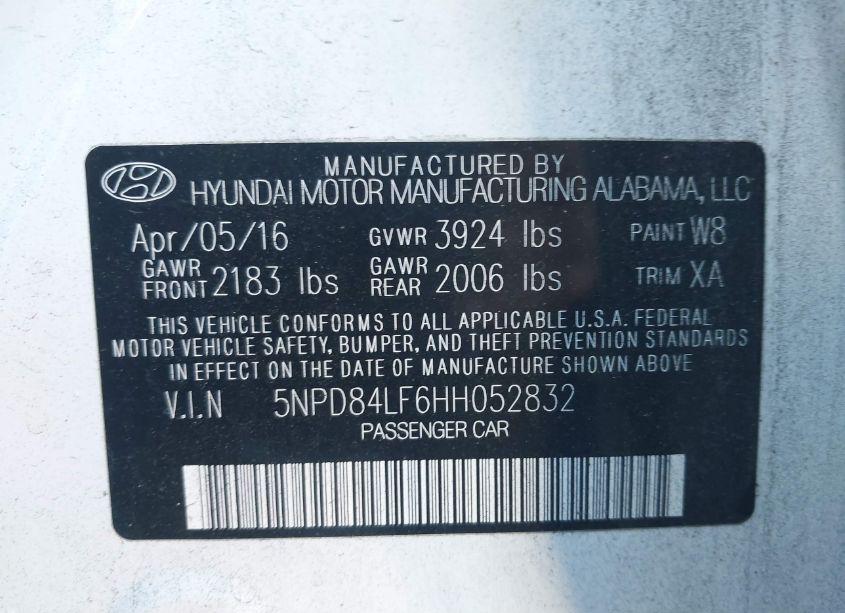 MANUFACTURED BY
HYUNDAI MOTOR MANUFACTURING ALABAMA, LLC
Apr/05/16 GVWR 3924 lbs PAINT W8
GAWR FRONT 2183 lbs GAWR REAR 2006 lbs TRIM XA
THIS VEHICLE CONFORMS TO ALL APPLICABLE U.S.A. FEDERAL
MOTOR VEHICLE SAFETY, BUMPER, AND THEFT PREVENTION STANDARDS
IN EFFECT ON THE DATE OF MANUFACTURE SHOWN ABOVE
V.I.N 5NPD84LF6HH052832
PASSENGER CAR